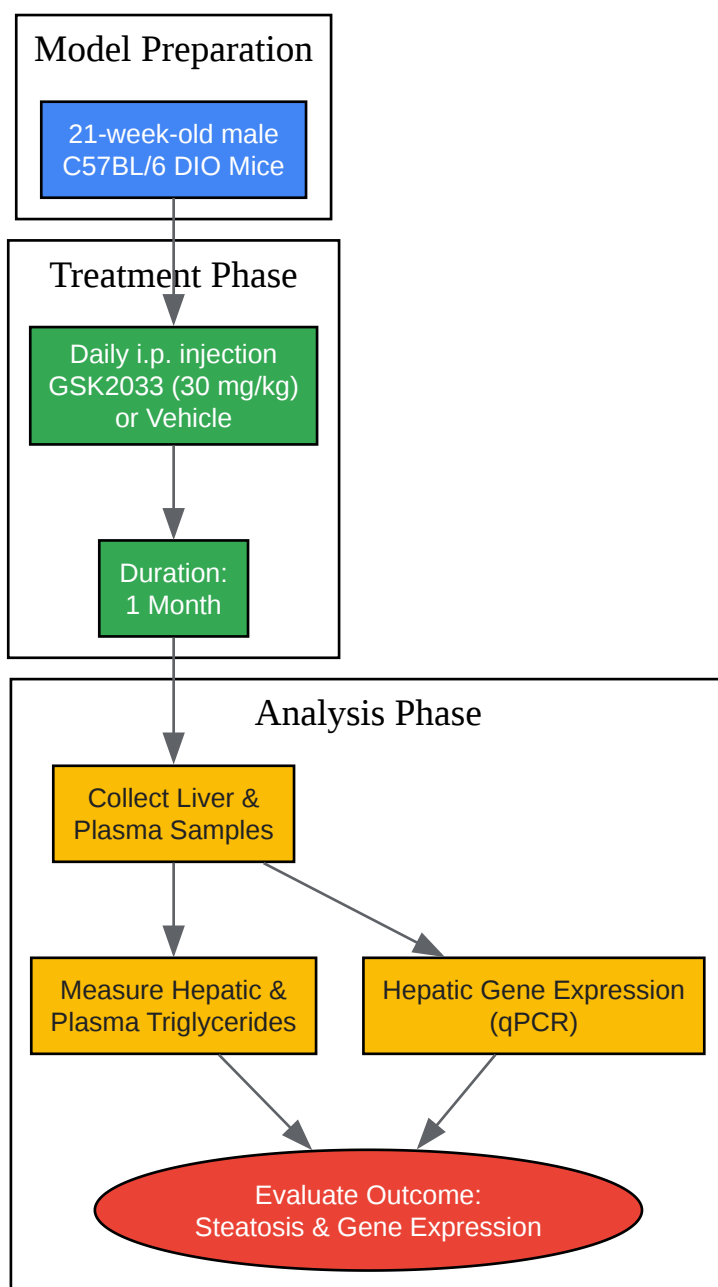 Model Preparation
21-week-old male
C57BL/6 DIO Mice
Treatment Phase
Daily i.p. injection
GSK2033 (30 mg/kg)
or Vehicle
Duration:
1 Month
Analysis Phase
Collect Liver &
Plasma Samples
Measure Hepatic &
Plasma Triglycerides
Hepatic Gene Expression
(qPCR)
Evaluate Outcome:
Steatosis & Gene Expression